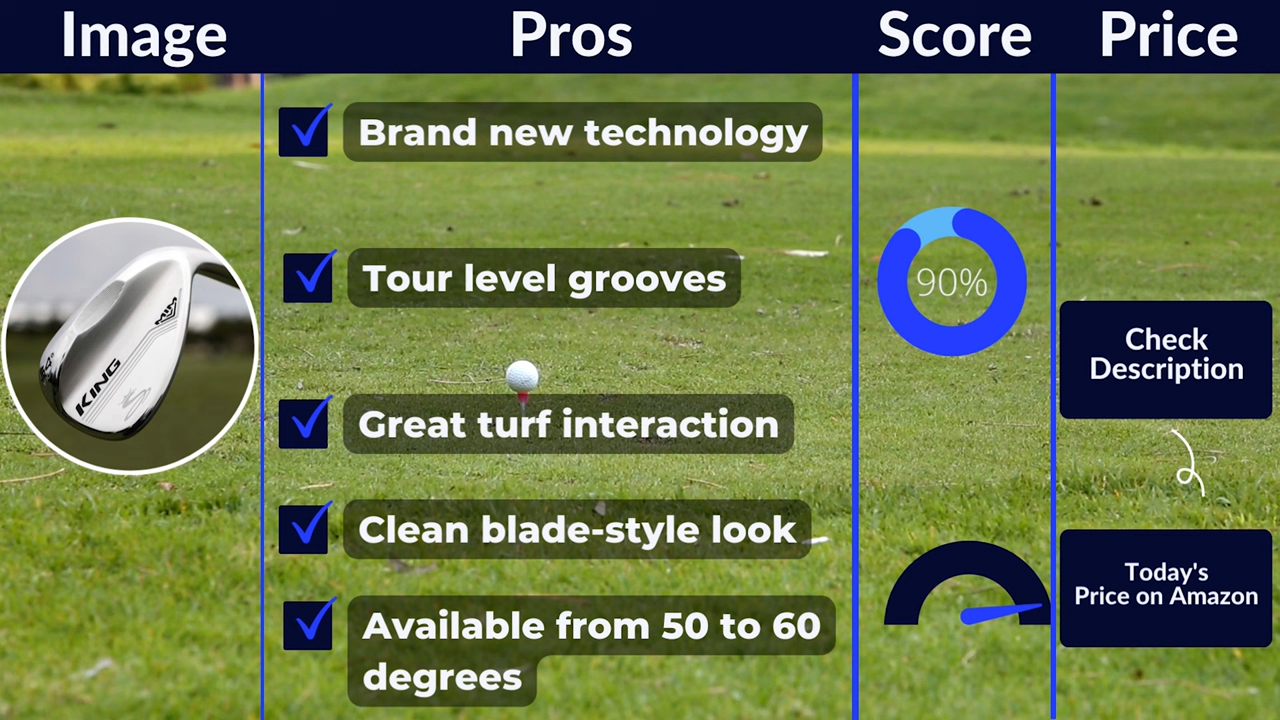 Image Pros Score Price
Brand new technology
Tour level grooves
90%
KING
MIM
Great turf interaction
Clean blade-style look
Available from 50 to 60
degrees
Check
Description
Today's
Price on Amazon